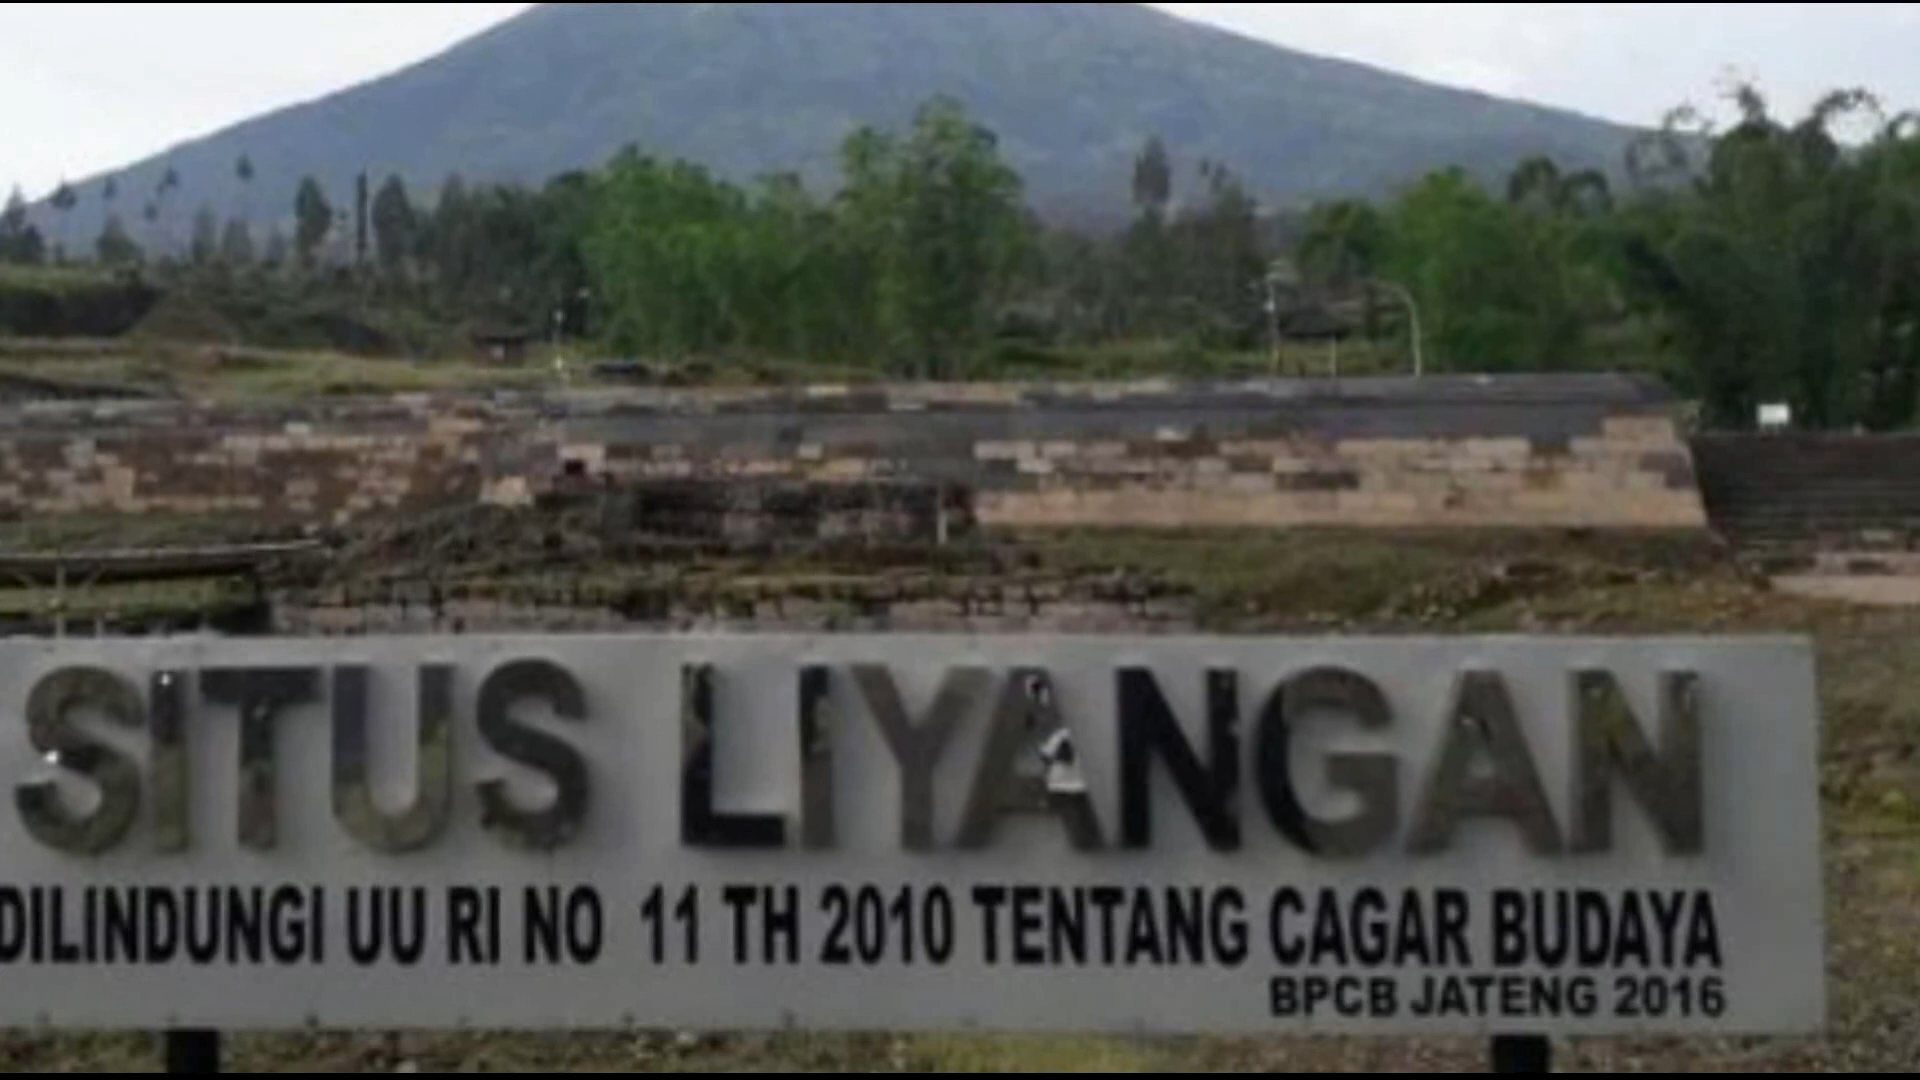 SITUS LIYANGAN
DILINDUNGI UU RI NO 11 TH 2010 TENTANG CAGAR BUDAYA
BPCB JATENG 2016